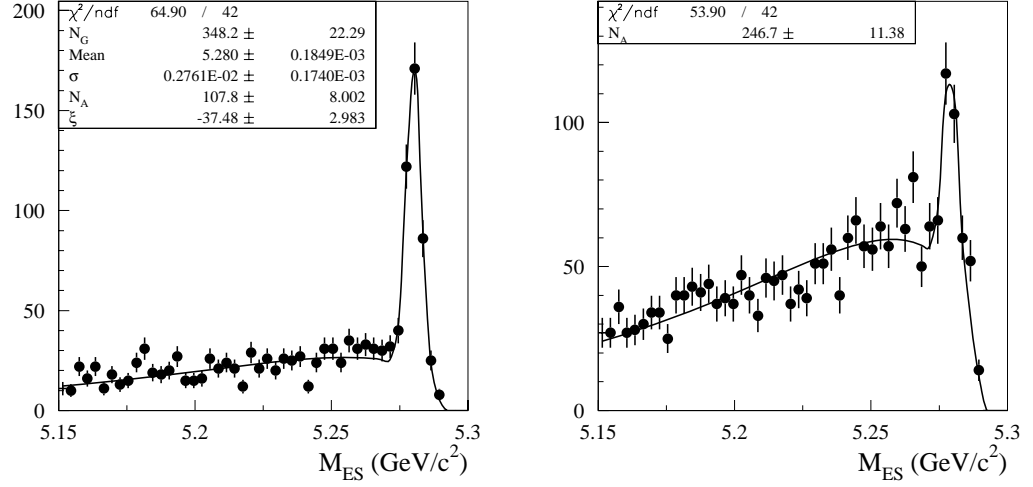 χ²/ndf 64.90 / 42
N_G 348.2 ± 22.29
Mean 5.280 ± 0.1849E-03
σ 0.2761E-02 ± 0.1740E-03
N_A 107.8 ± 8.002
ξ -37.48 ± 2.983
200
150
100
50
0
5.15 5.2 5.25 5.3
M_ES (GeV/c²)
χ²/ndf 53.90 / 42
N_A 246.7 ± 11.38
100
50
0
5.15 5.2 5.25 5.3
M_ES (GeV/c²)